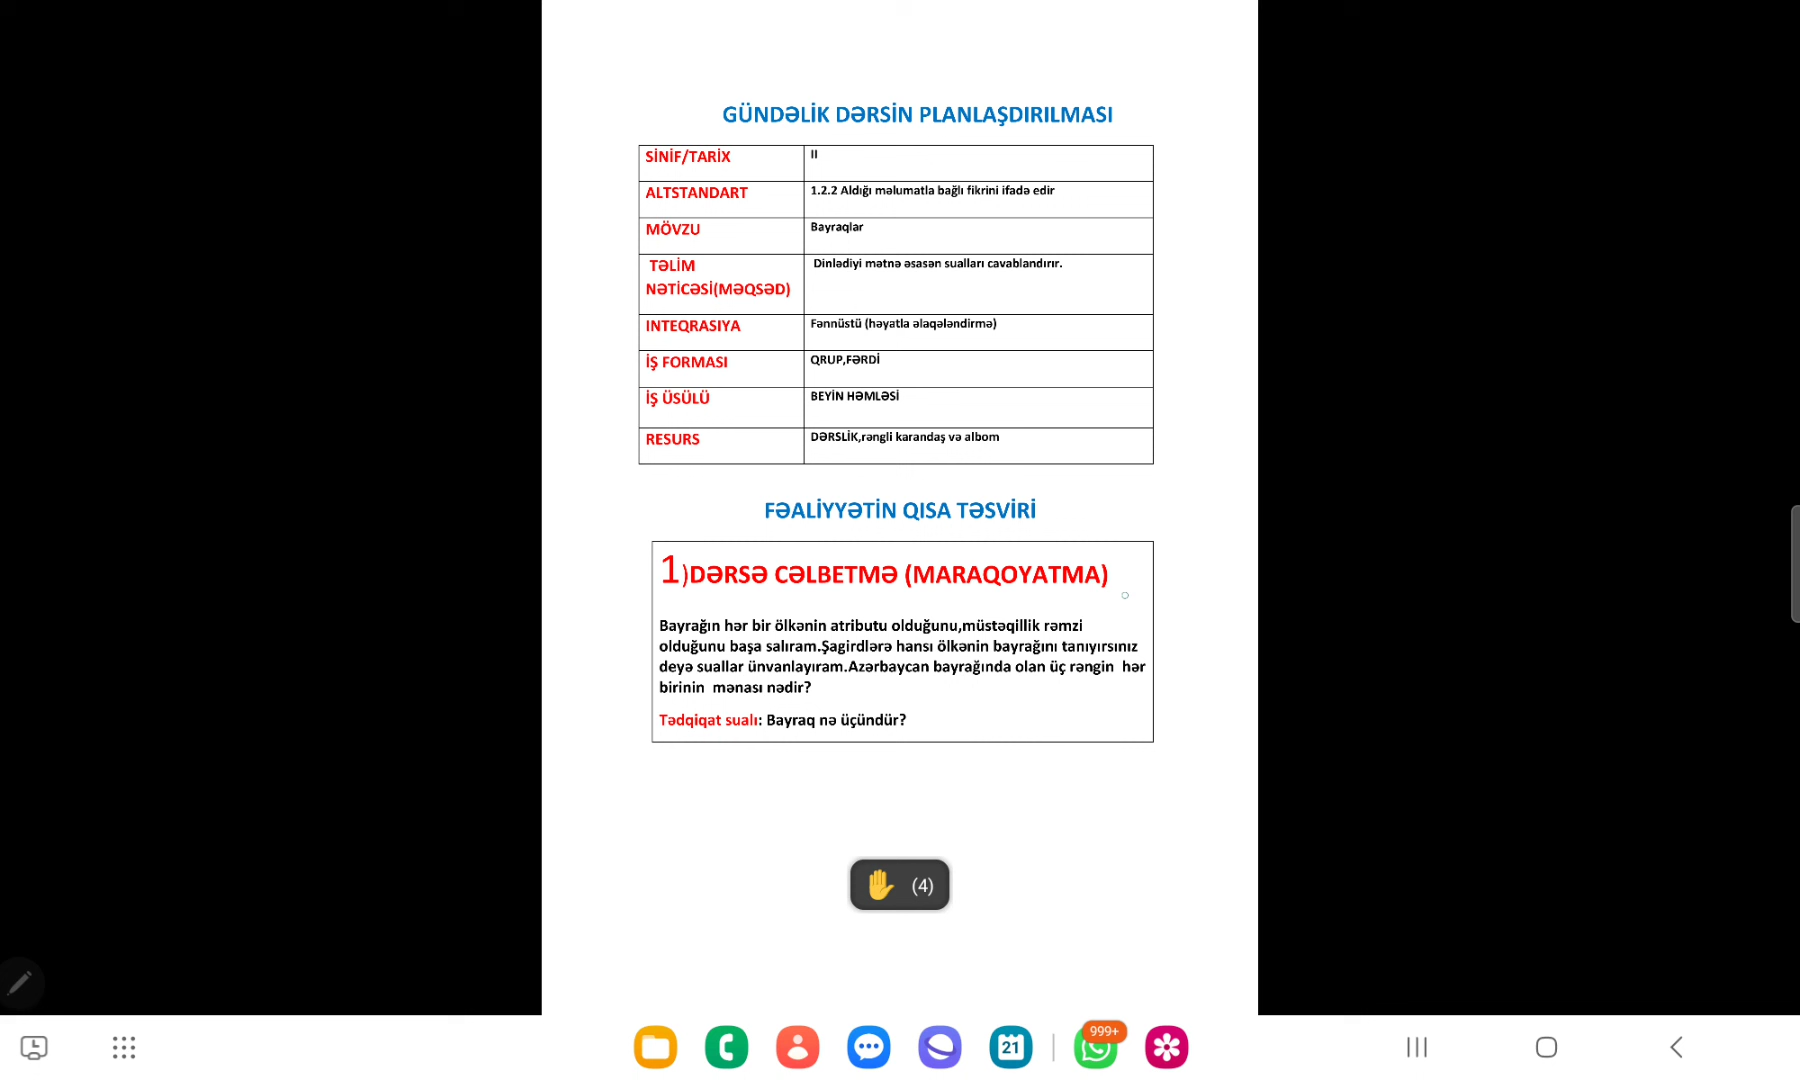 GÜNDƏLİK DƏRSİN PLANLAŞDIRILMASI
SİNİF/TARİX II
ALTSTANDART 1.2.2 Aldığı məlumatla bağlı fikrini ifadə edir
MÖVZU Bayraqlar
TƏLİM Dinlədiyi mətnə əsasən sualları cavablandırır.
NƏTİCƏSİ(MƏQSƏD)
INTEQRASIYA Fənnüstü (həyatla əlaqələndirmə)
İŞ FORMASI QRUP,FƏRDİ
İŞ ÜSÜLÜ BEYİN HƏMLƏSİ
RESURS DƏRSLİK,rəngli karandaş və albom
FƏALİYYƏTİN QISA TƏSVİRİ
1)DƏRSƏ CƏLBETMƏ (MARAQOYATMA)
Bayrağın hər bir ölkənin atributu olduğunu,müstəqillik rəmzi
olduğunu başa salıram.Şagirdlərə hansı ölkənin bayrağını tanıyırsınız
deyə suallar ünvanlayıram.Azərbaycan bayrağında olan üç rəngin hər
birinin mənası nədir?
Tədqiqat sualı: Bayraq nə üçündür?
(4)
21
999+